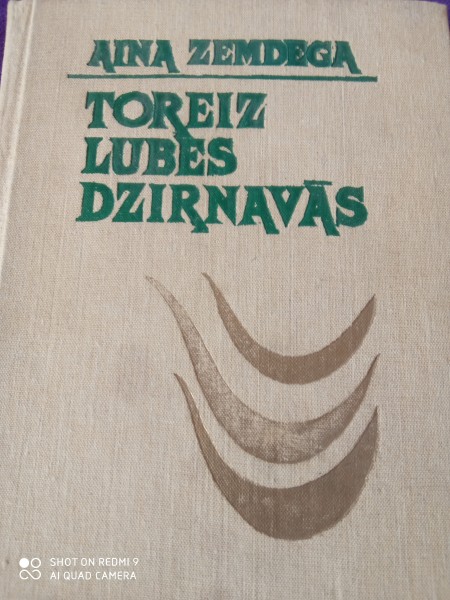 AINA ZEMDEGA
TOREIZ
LUBES
DZIRNAVĀS
SHOT ON REDMI 9
AI QUAD CAMERA